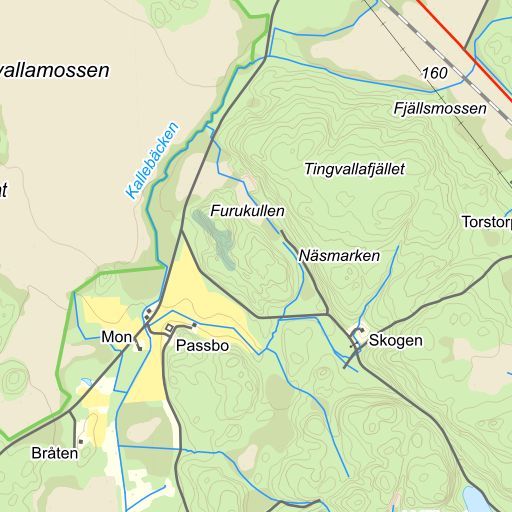 vallamossen
160
Fjällsmossen
Kallebäcken
Tingvallafjället
Furukullen
Torstorp
Näsmarken
Mon
Passbo
Skogen
Bråten